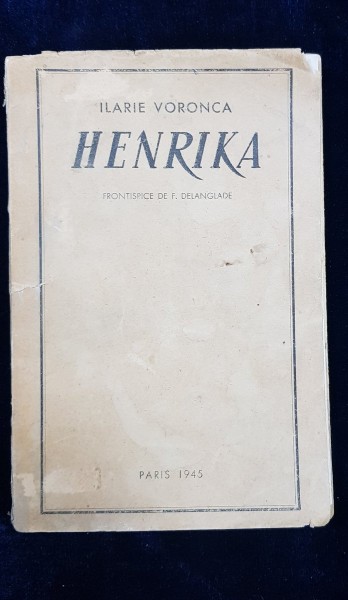 ILARIE VORONCA
HENRIKA
FRONTISPICE DE F. DELANGLADE
PARIS 1945